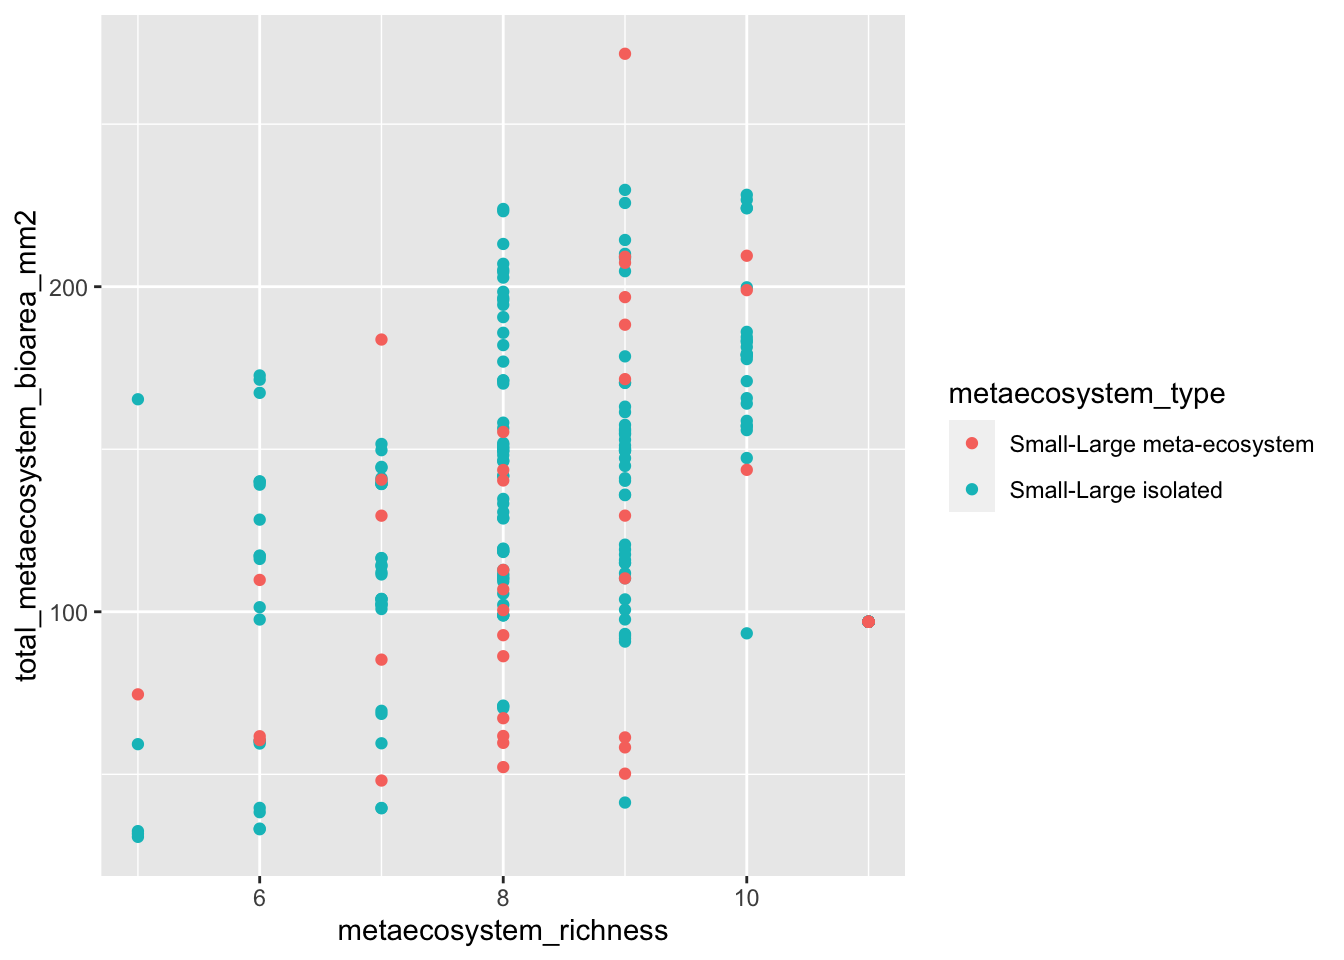 total_metaecosystem_bioarea_mm2
200
100
6
8
10
metaecosystem_richness
metaecosystem_type
Small-Large meta-ecosystem
Small-Large isolated